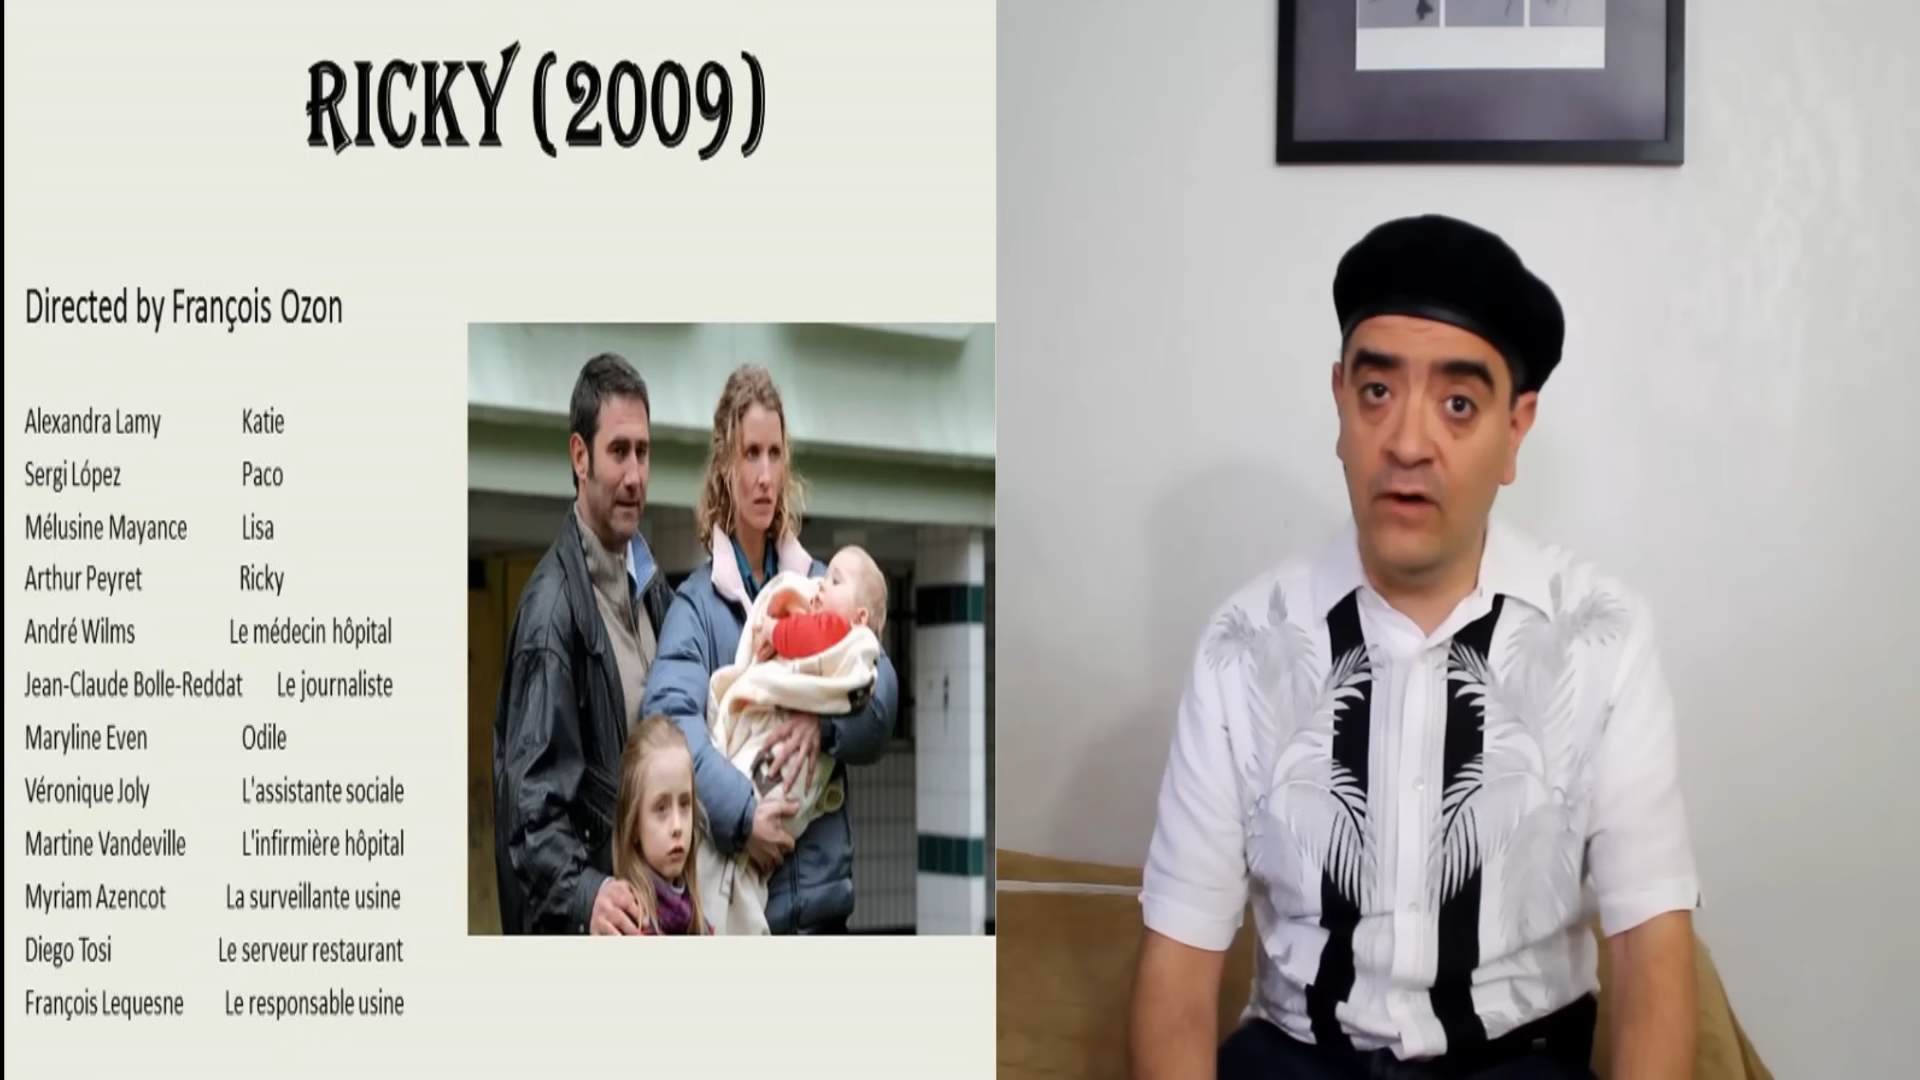 RICKY (2009)
Directed by François Ozon
Alexandra Lamy Katie
Sergi López Paco
Mélusine Mayance Lisa
Arthur Peyret Ricky
André Wilms Le médecin hôpital
Jean-Claude Bolle-Reddat Le journaliste
Maryline Even Odile
Véronique Joly L'assistante sociale
Martine Vandeville L'infirmière hôpital
Myriam Azencot La surveillante usine
Diego Tosi Le serveur restaurant
François Lequesne Le responsable usine